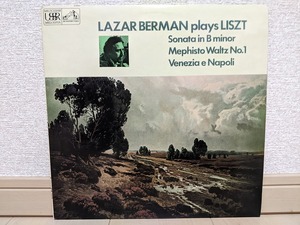 LAZAR BERMAN plays LISZT
Sonata in B minor
Mephisto Waltz No.1
Venezia e Napoli